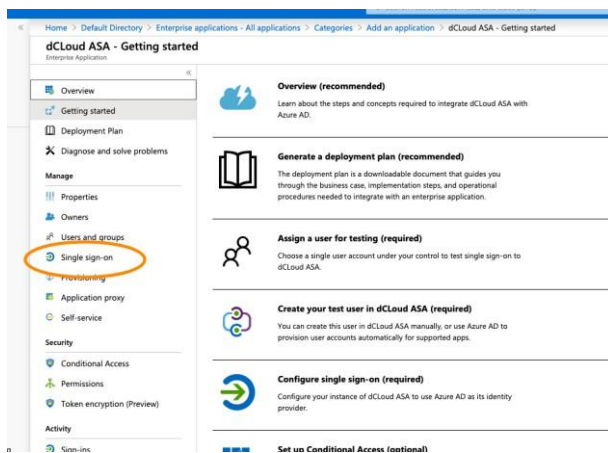 Home > Default Directory > Enterprise applications - All applications > Categories > Add an application > dCloud ASA - Getting started
dCloud ASA - Getting started
Enterprise Application
Overview
Getting started
Deployment Plan
Diagnose and solve problems
Manage
Properties
Owners
Users and groups
Single sign-on
Provisioning
Application proxy
Self-service
Security
Conditional Access
Permissions
Token encryption (Preview)
Activity
Sign-ins
Overview (recommended)
Learn about the steps and concepts required to integrate dCloud ASA with
Azure AD.
Generate a deployment plan (recommended)
The deployment plan is a downloadable document that guides you
through the business case, implementation steps, and operational
procedures needed to integrate with an enterprise application.
Assign a user for testing (required)
Choose a single user account under your control to test single sign-on to
dCloud ASA.
Create your test user in dCloud ASA (required)
You can create this user in dCloud ASA manually, or use Azure AD to
provision user accounts automatically for supported apps.
Configure single sign-on (required)
Configure your instance of dCloud ASA to use Azure AD as its identity
provider.
Set up Conditional Access (optional)